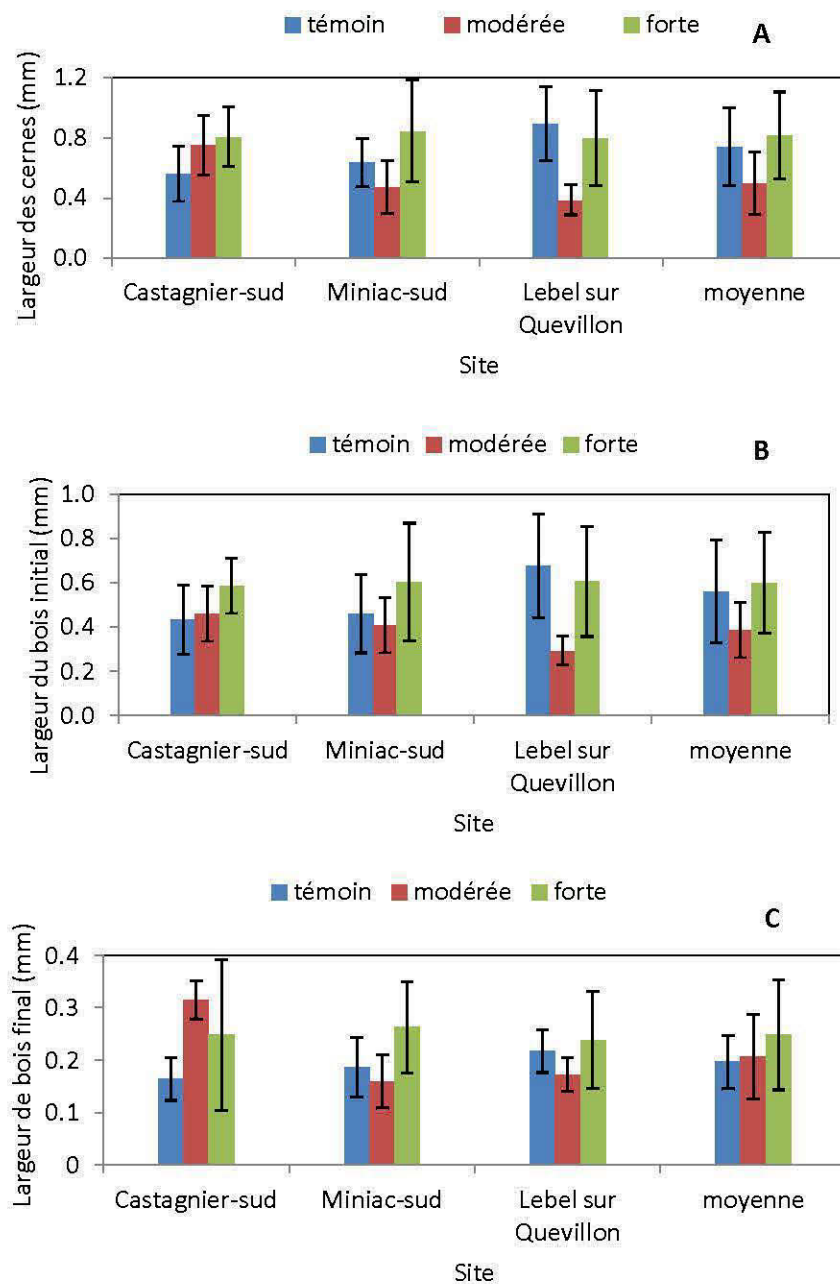 témoin modérée forte
A
Largeur des cernes (mm)
1.2
0.8
0.4
0.0
Castagnier-sud Miniac-sud Lebel sur Quevillon moyenne
Site
témoin modérée forte
B
Largeur du bois initial (mm)
1.0
0.8
0.6
0.4
0.2
0.0
Castagnier-sud Miniac-sud Lebel sur Quevillon moyenne
Site
témoin modérée forte
C
Largeur de bois final (mm)
0.4
0.3
0.2
0.1
0
Castagnier-sud Miniac-sud Lebel sur Quevillon moyenne
Site